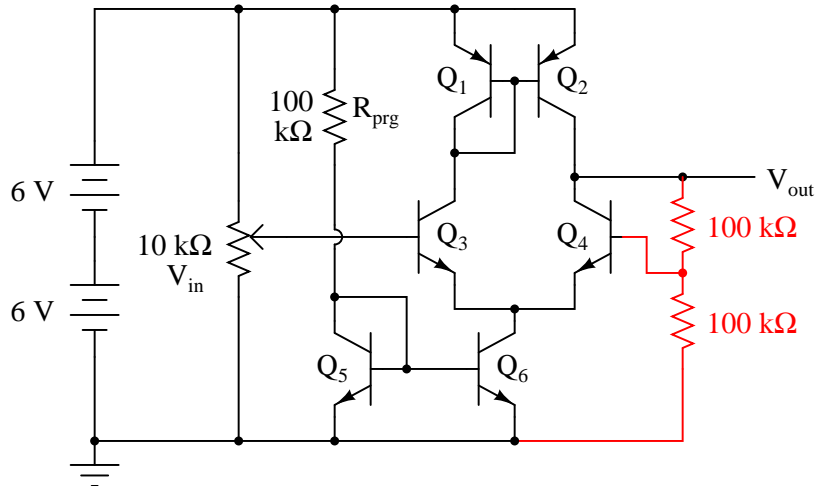 Q1
Q2
100
kΩ
Rprg
6 V
Vout
Q3
Q4
100 kΩ
10 kΩ
Vin
6 V
100 kΩ
Q5
Q6